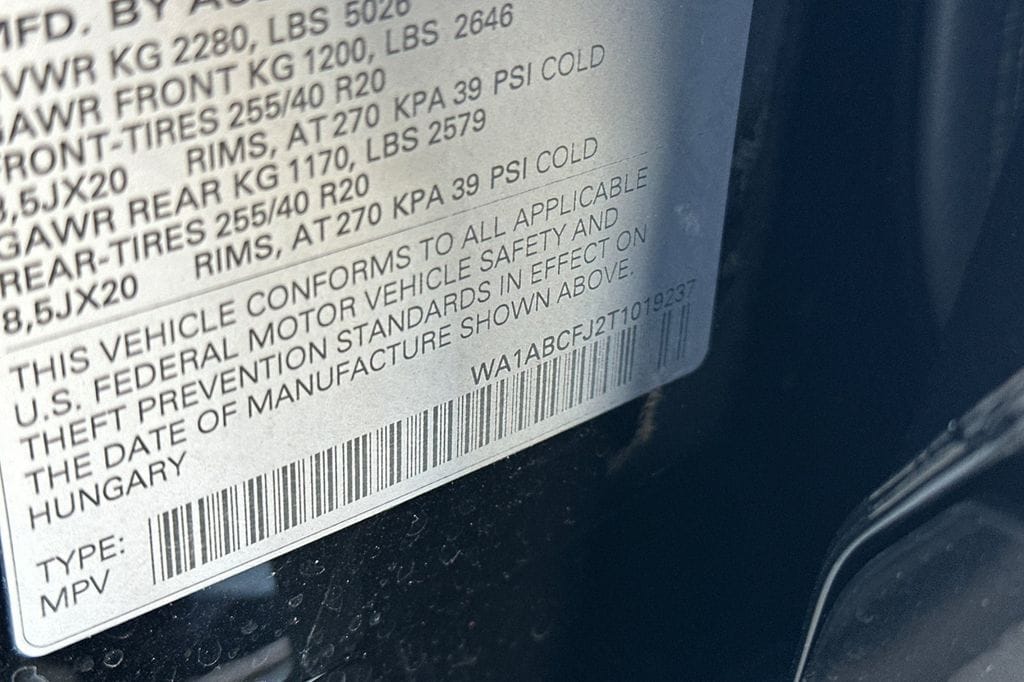 MFD. BY AU
GVWR KG 2280, LBS 5026
GAWR FRONT KG 1200, LBS 2646
FRONT-TIRES 255/40 R20
8,5JX20 RIMS, AT 270 KPA 39 PSI COLD
GAWR REAR KG 1170, LBS 2579
REAR-TIRES 255/40 R20
8,5JX20 RIMS, AT 270 KPA 39 PSI COLD
THIS VEHICLE CONFORMS TO ALL APPLICABLE
U.S. FEDERAL MOTOR VEHICLE SAFETY AND
THEFT PREVENTION STANDARDS IN EFFECT ON
THE DATE OF MANUFACTURE SHOWN ABOVE.
HUNGARY
WA1ABCFJ2T1019237
TYPE:
MPV